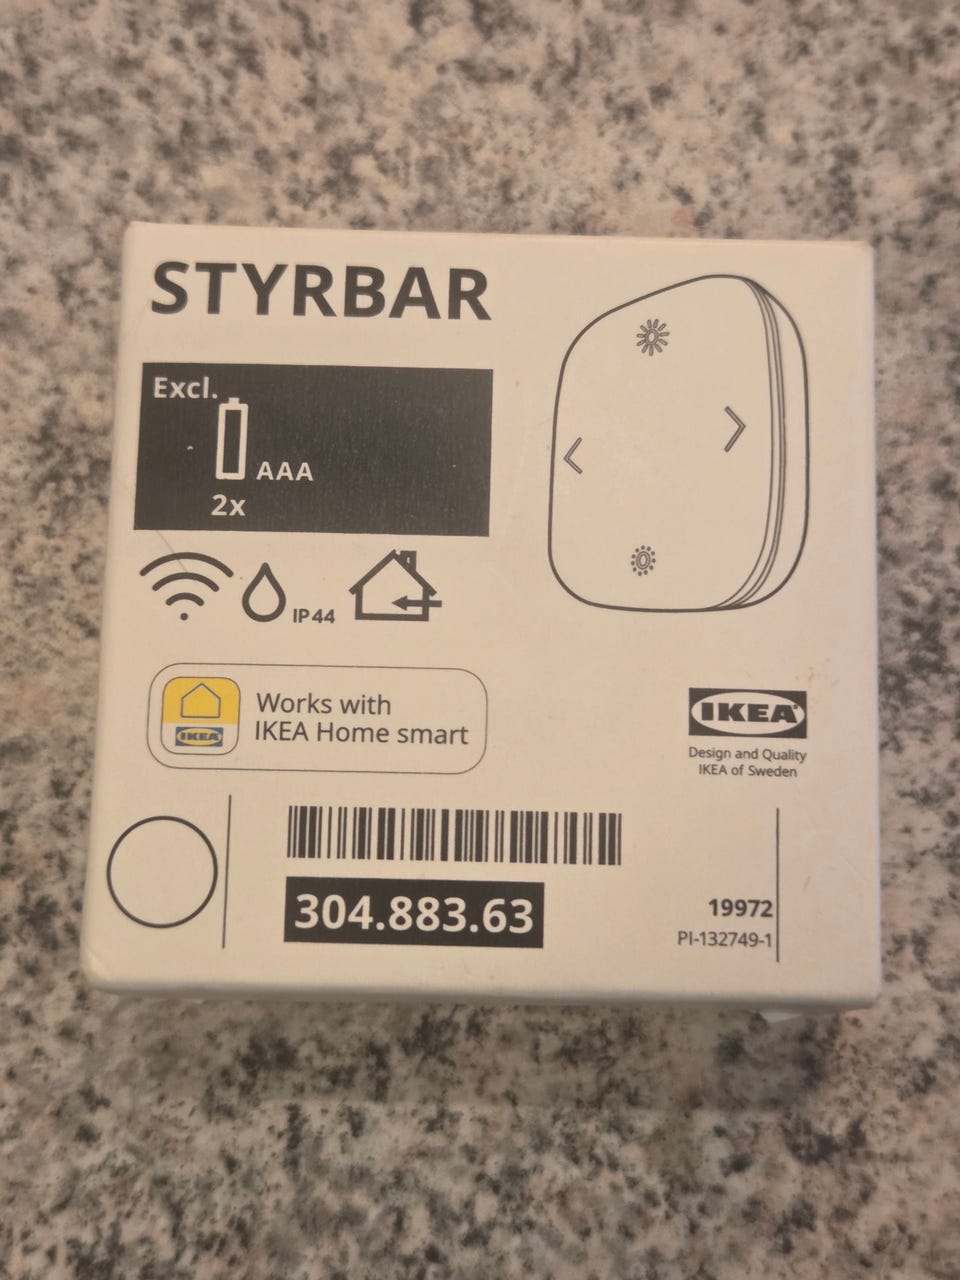 STYRBAR
Excl.
AAA
2x
IP44
IKEA
Works with
IKEA Home smart
IKEA
Design and Quality
IKEA of Sweden
304.883.63
19972
PI-132749-1